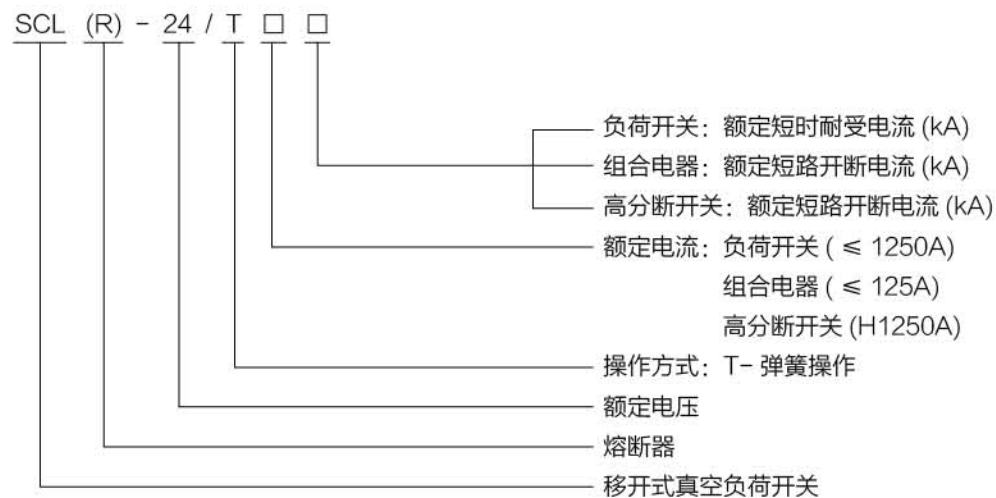 SCL (R) - 24 / T □ □
负荷开关：额定短时耐受电流 (kA)
组合电器：额定短路开断电流 (kA)
高分断开关：额定短路开断电流 (kA)
额定电流：负荷开关 ( ≤ 1250A)
组合电器 ( ≤ 125A)
高分断开关 (H1250A)
操作方式：T- 弹簧操作
额定电压
熔断器
移开式真空负荷开关